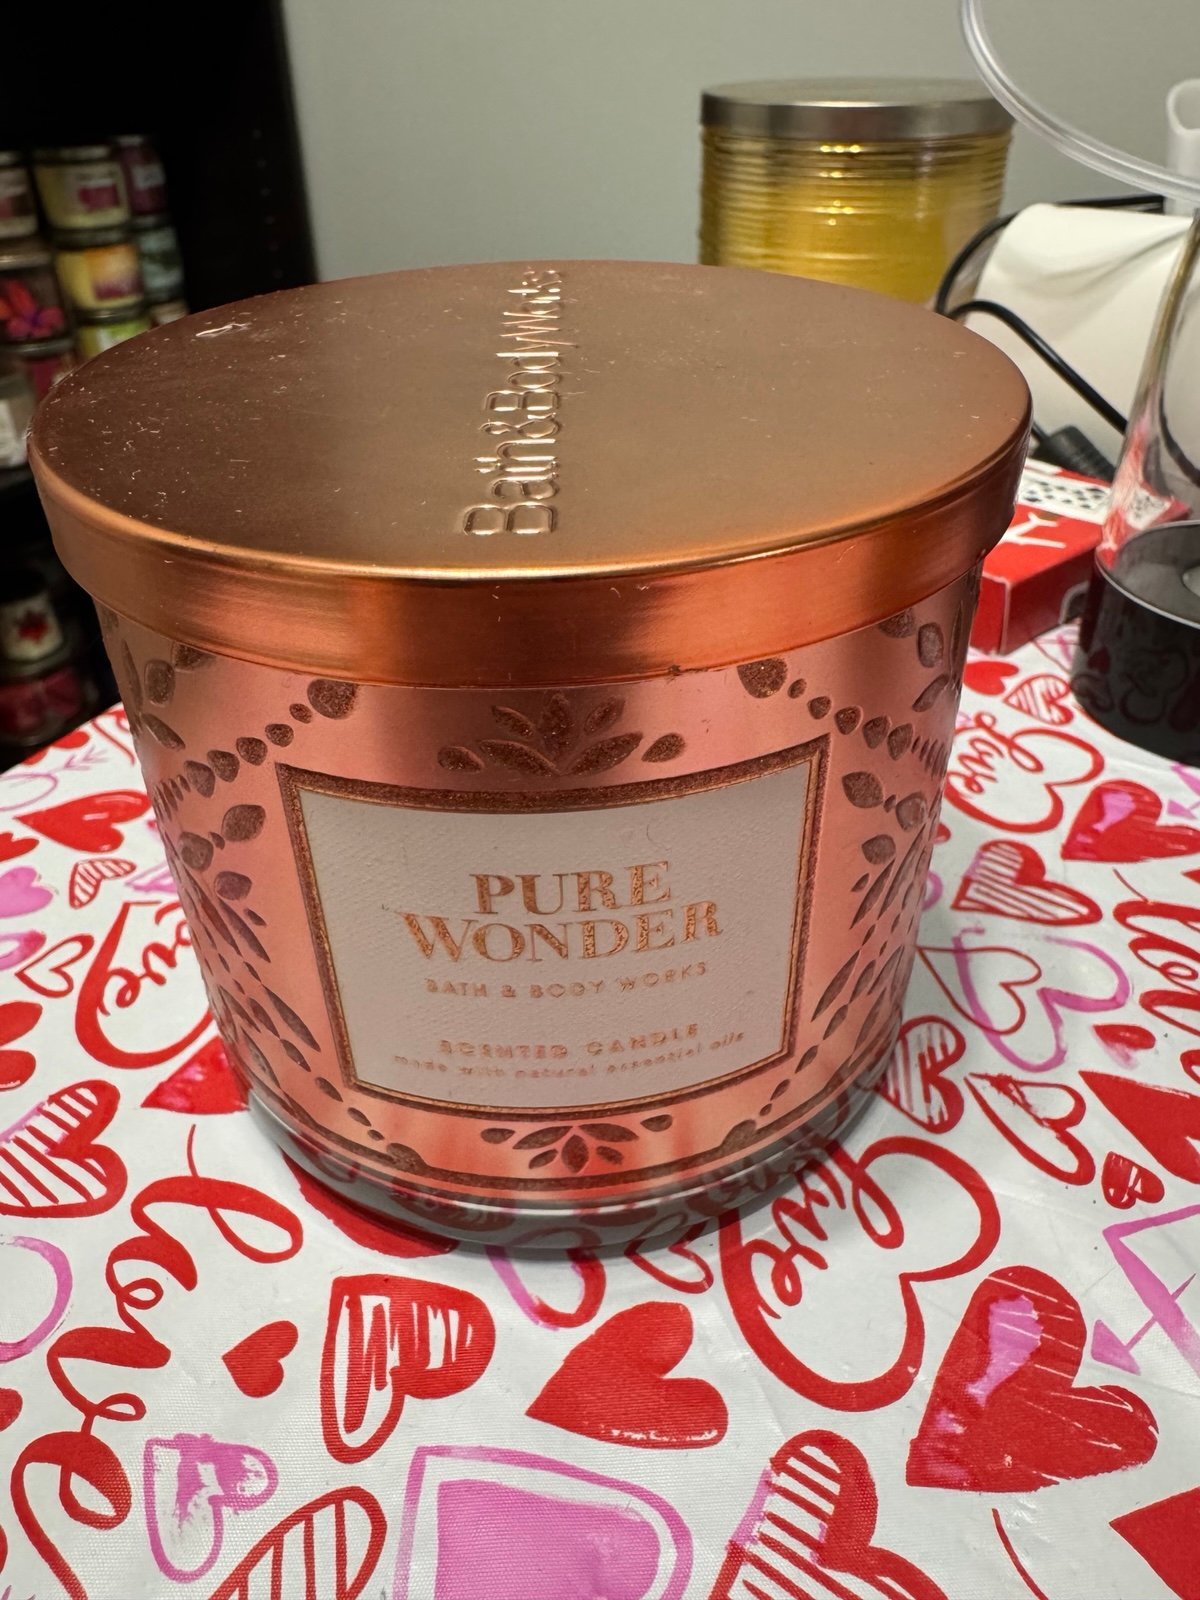 Bath&BodyWorks
PURE
WONDER
BATH & BODY WORKS
SCENTED CANDLE
made with natural essential oils
love
love
love
love